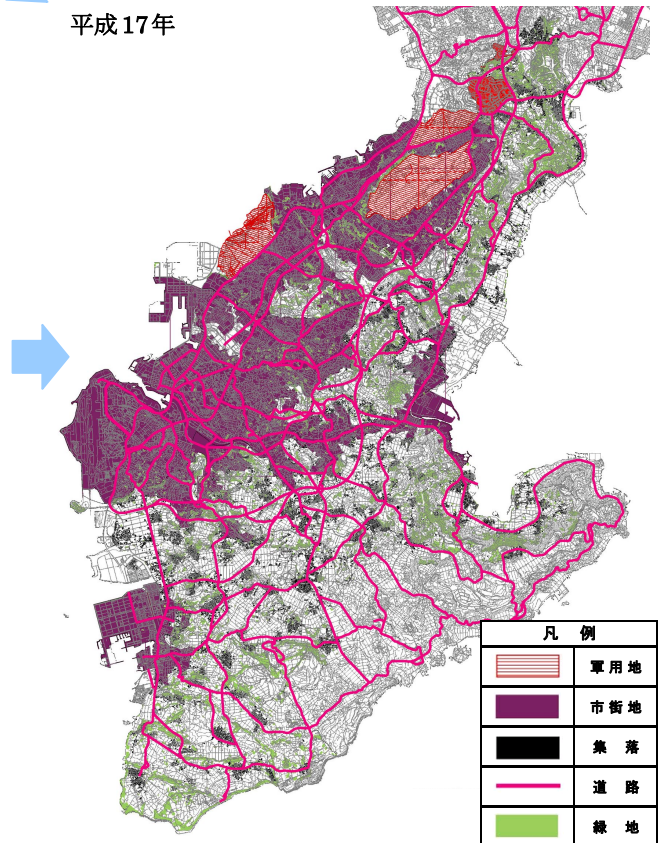 平成17年
凡 例
軍用地
市街地
集 落
道 路
緑 地